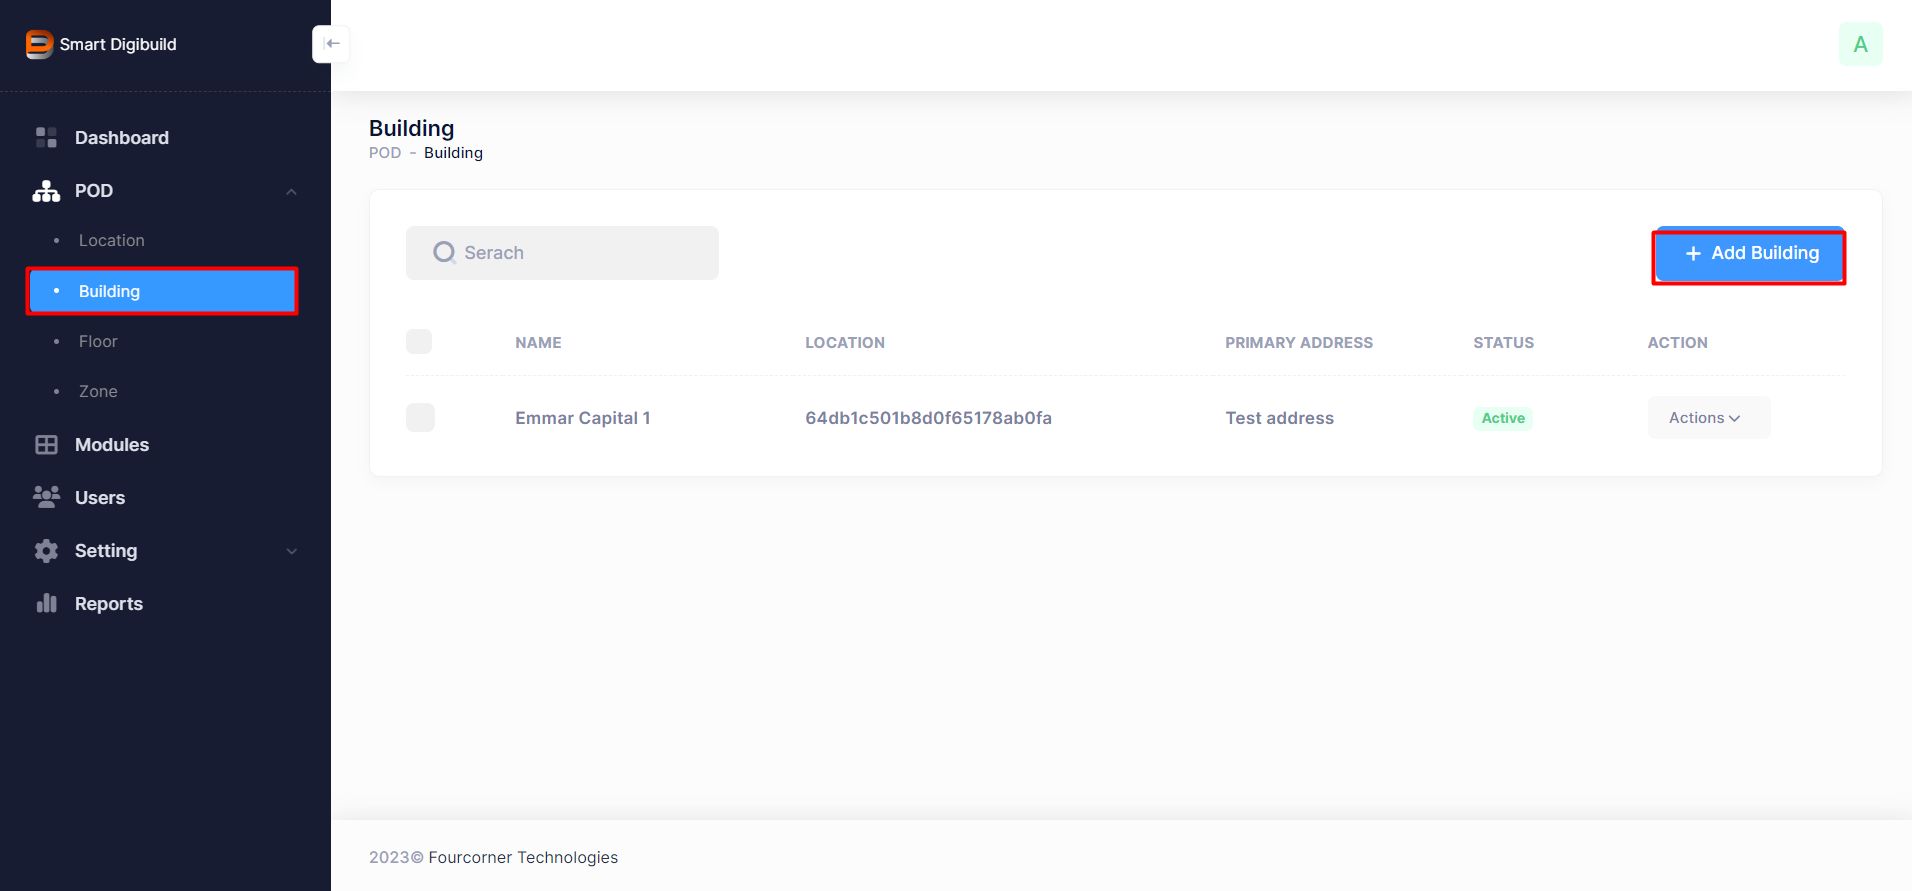 Smart Digibuild
A
Dashboard
POD
Location
Building
Floor
Zone
Modules
Users
Setting
Reports
Building
POD - Building
Serach
+ Add Building
NAME LOCATION PRIMARY ADDRESS STATUS ACTION
Emmar Capital 1 64db1c501b8d0f65178ab0fa Test address Active Actions
2023© Fourcorner Technologies